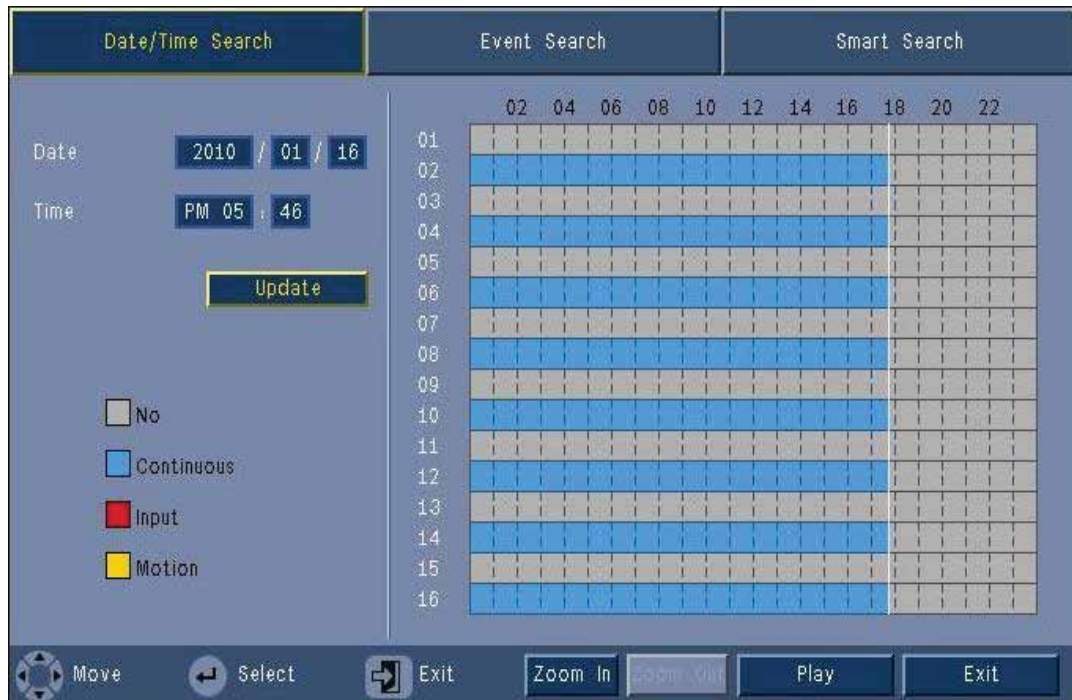 Date/Time Search Event Search Smart Search
02 04 06 08 10 12 14 16 18 20 22
01
Date 2010 / 01 / 16
02
03
Time PM 05 : 46
04
05
Update
06
07
08
09
No
10
11
Continuous
12
13
Input
14
Motion
15
16
Move Select Exit Zoom In Zoom Out Play Exit